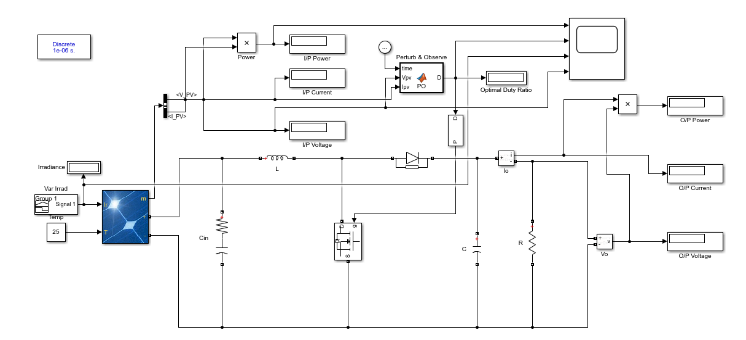 Discrete
1e-06 s.
Power
I/P Power
I/P Current
I/P Voltage
<V_PV>
<I_PV>
...
Perturb & Observe
time
Vpv
Ipv
D
PO
Optimal Duty Ratio
D
P
O/P Power
O/P Current
O/P Voltage
Irradiance
Var Irrad
Group 1
Signal 1
Temp
25
m
L
Cin
g
D
S
C
R
Io
i
Vo
v